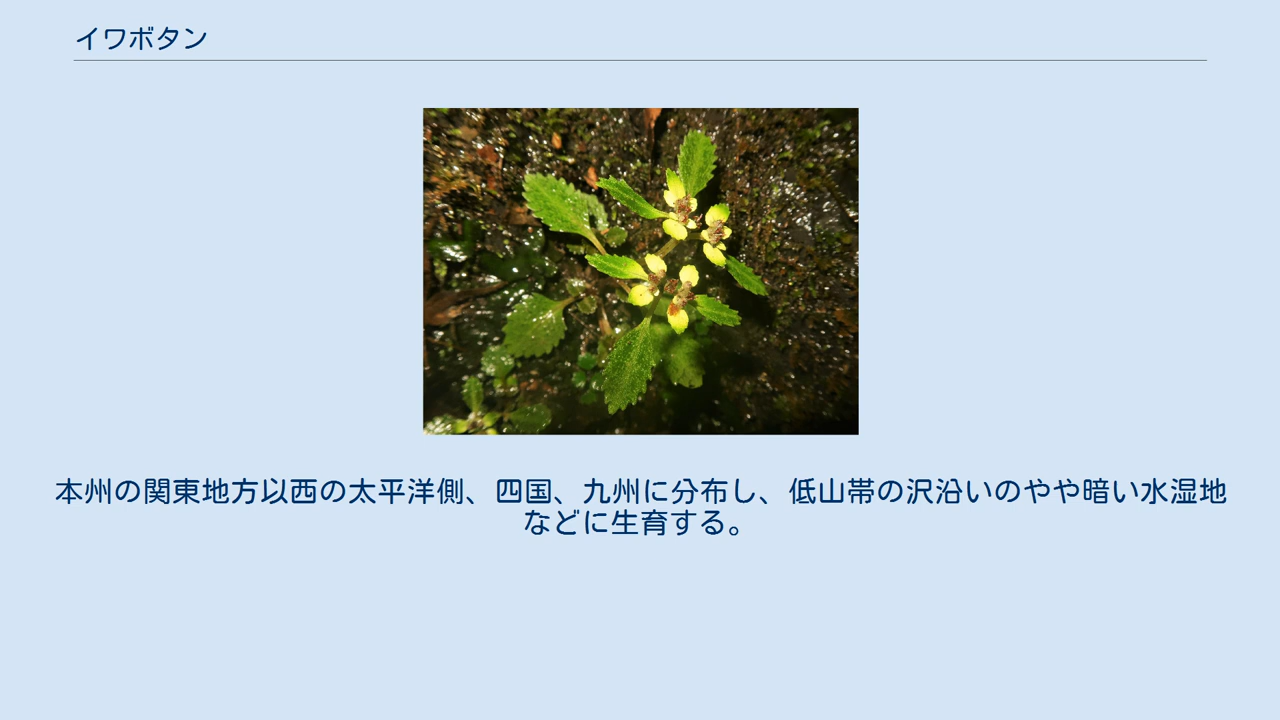 イワボタン
本州の関東地方以西の太平洋側、四国、九州に分布し、低山帯の沢沿いのやや暗い水湿地
などに生育する。